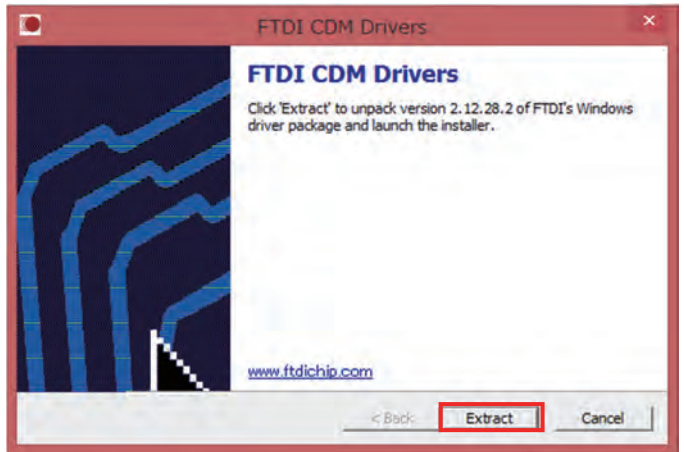 FTDI CDM Drivers
FTDI CDM Drivers
Click 'Extract' to unpack version 2.12.28.2 of FTDI's Windows
driver package and launch the installer.
www.ftdichip.com
< Back Extract Cancel